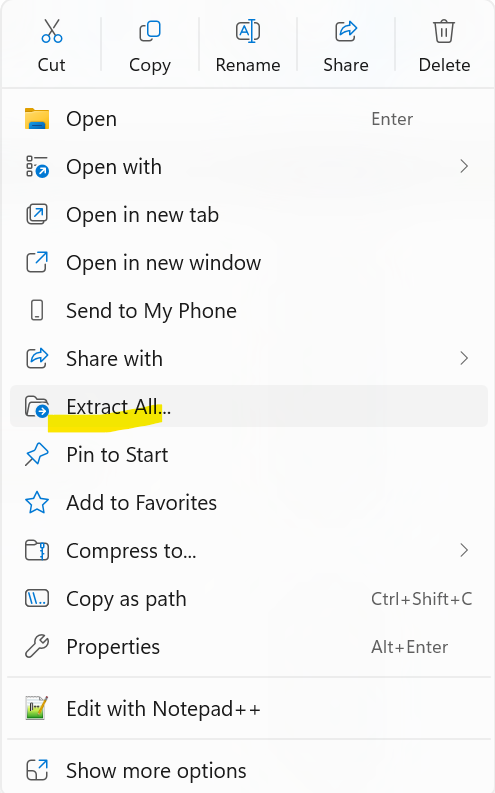 Cut Copy Rename Share Delete
Open Enter
Open with
Open in new tab
Open in new window
Send to My Phone
Share with
Extract All...
Pin to Start
Add to Favorites
Compress to...
Copy as path Ctrl+Shift+C
Properties Alt+Enter
Edit with Notepad++
Show more options